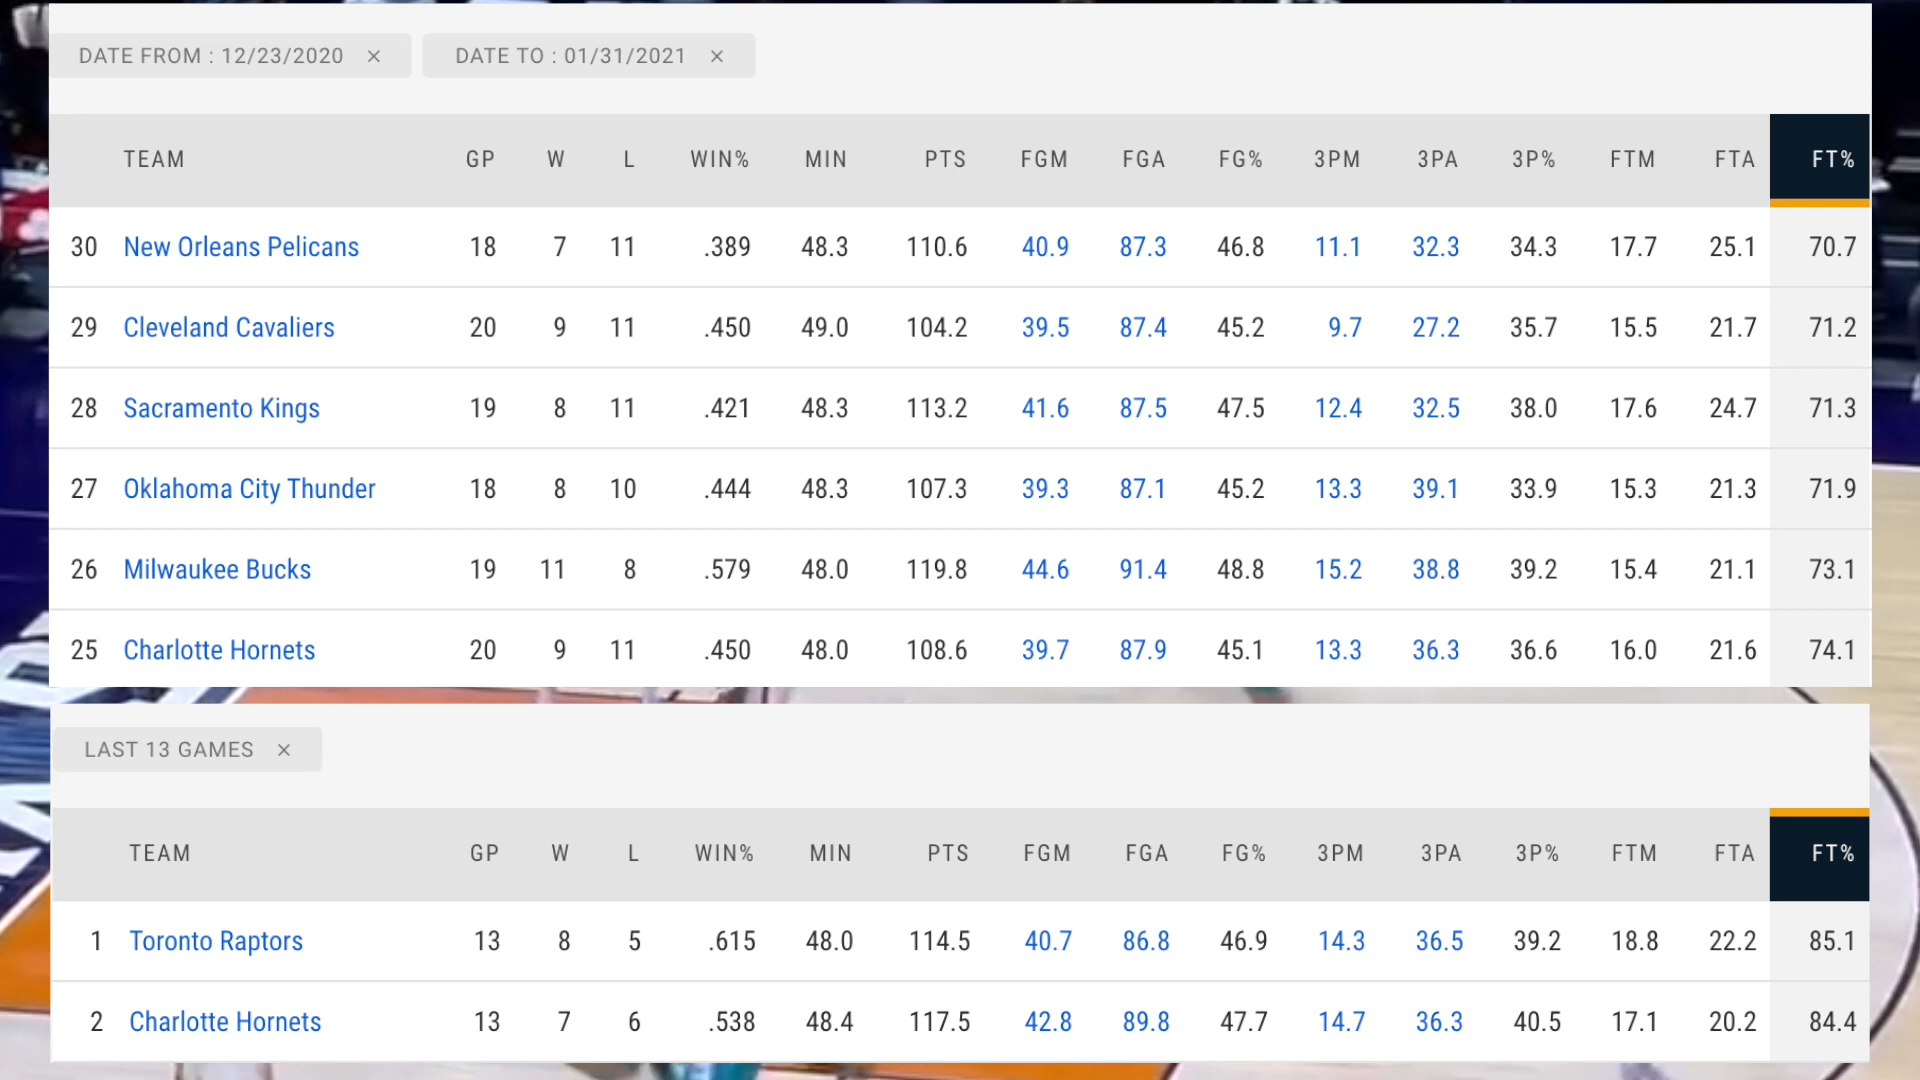 DATE FROM : 12/23/2020 × DATE TO : 01/31/2021 ×
TEAM GP W L WIN% MIN PTS FGM FGA FG% 3PM 3PA 3P% FTM FTA FT%
30 New Orleans Pelicans 18 7 11 .389 48.3 110.6 40.9 87.3 46.8 11.1 32.3 34.3 17.7 25.1 70.7
29 Cleveland Cavaliers 20 9 11 .450 49.0 104.2 39.5 87.4 45.2 9.7 27.2 35.7 15.5 21.7 71.2
28 Sacramento Kings 19 8 11 .421 48.3 113.2 41.6 87.5 47.5 12.4 32.5 38.0 17.6 24.7 71.3
27 Oklahoma City Thunder 18 8 10 .444 48.3 107.3 39.3 87.1 45.2 13.3 39.1 33.9 15.3 21.3 71.9
26 Milwaukee Bucks 19 11 8 .579 48.0 119.8 44.6 91.4 48.8 15.2 38.8 39.2 15.4 21.1 73.1
25 Charlotte Hornets 20 9 11 .450 48.0 108.6 39.7 87.9 45.1 13.3 36.3 36.6 16.0 21.6 74.1
LAST 13 GAMES ×
TEAM GP W L WIN% MIN PTS FGM FGA FG% 3PM 3PA 3P% FTM FTA FT%
1 Toronto Raptors 13 8 5 .615 48.0 114.5 40.7 86.8 46.9 14.3 36.5 39.2 18.8 22.2 85.1
2 Charlotte Hornets 13 7 6 .538 48.4 117.5 42.8 89.8 47.7 14.7 36.3 40.5 17.1 20.2 84.4